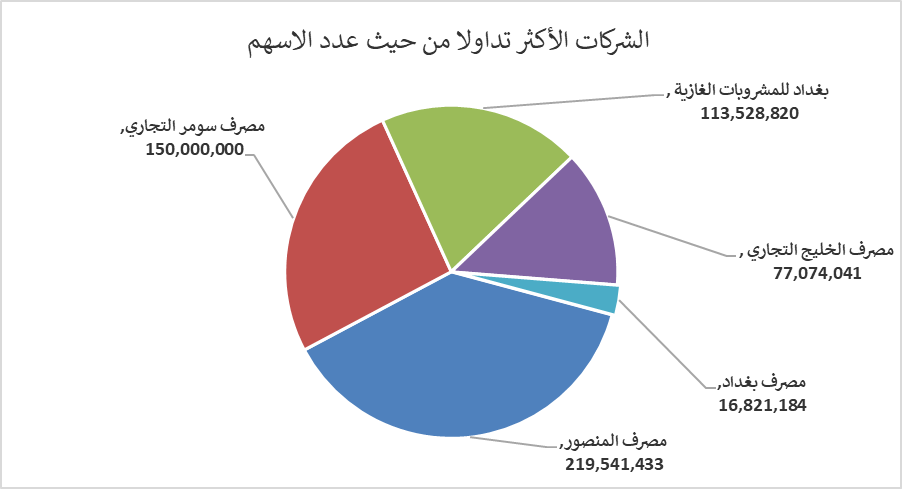 الشركات الأكثر تداولا من حيث عدد الاسهم
بغداد للمشروبات الغازية ,
113,528,820
مصرف سومر التجاري,
150,000,000
مصرف الخليج التجاري ,
77,074,041
مصرف بغداد,
16,821,184
مصرف المنصور,
219,541,433